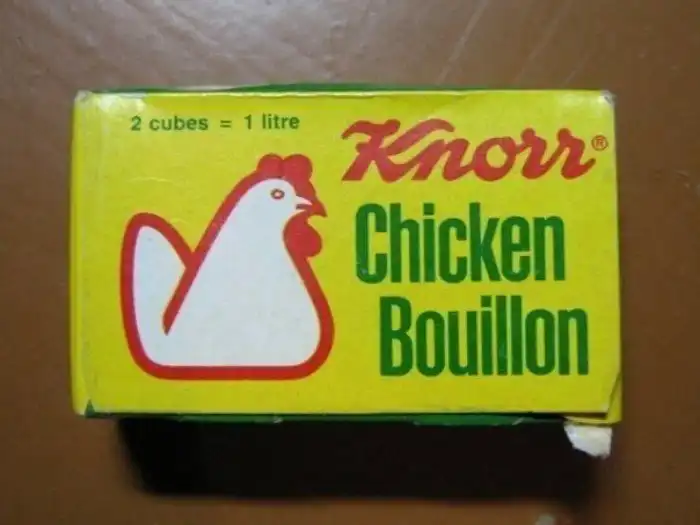 2 cubes = 1 litre
Knorr®
Chicken
Bouillon